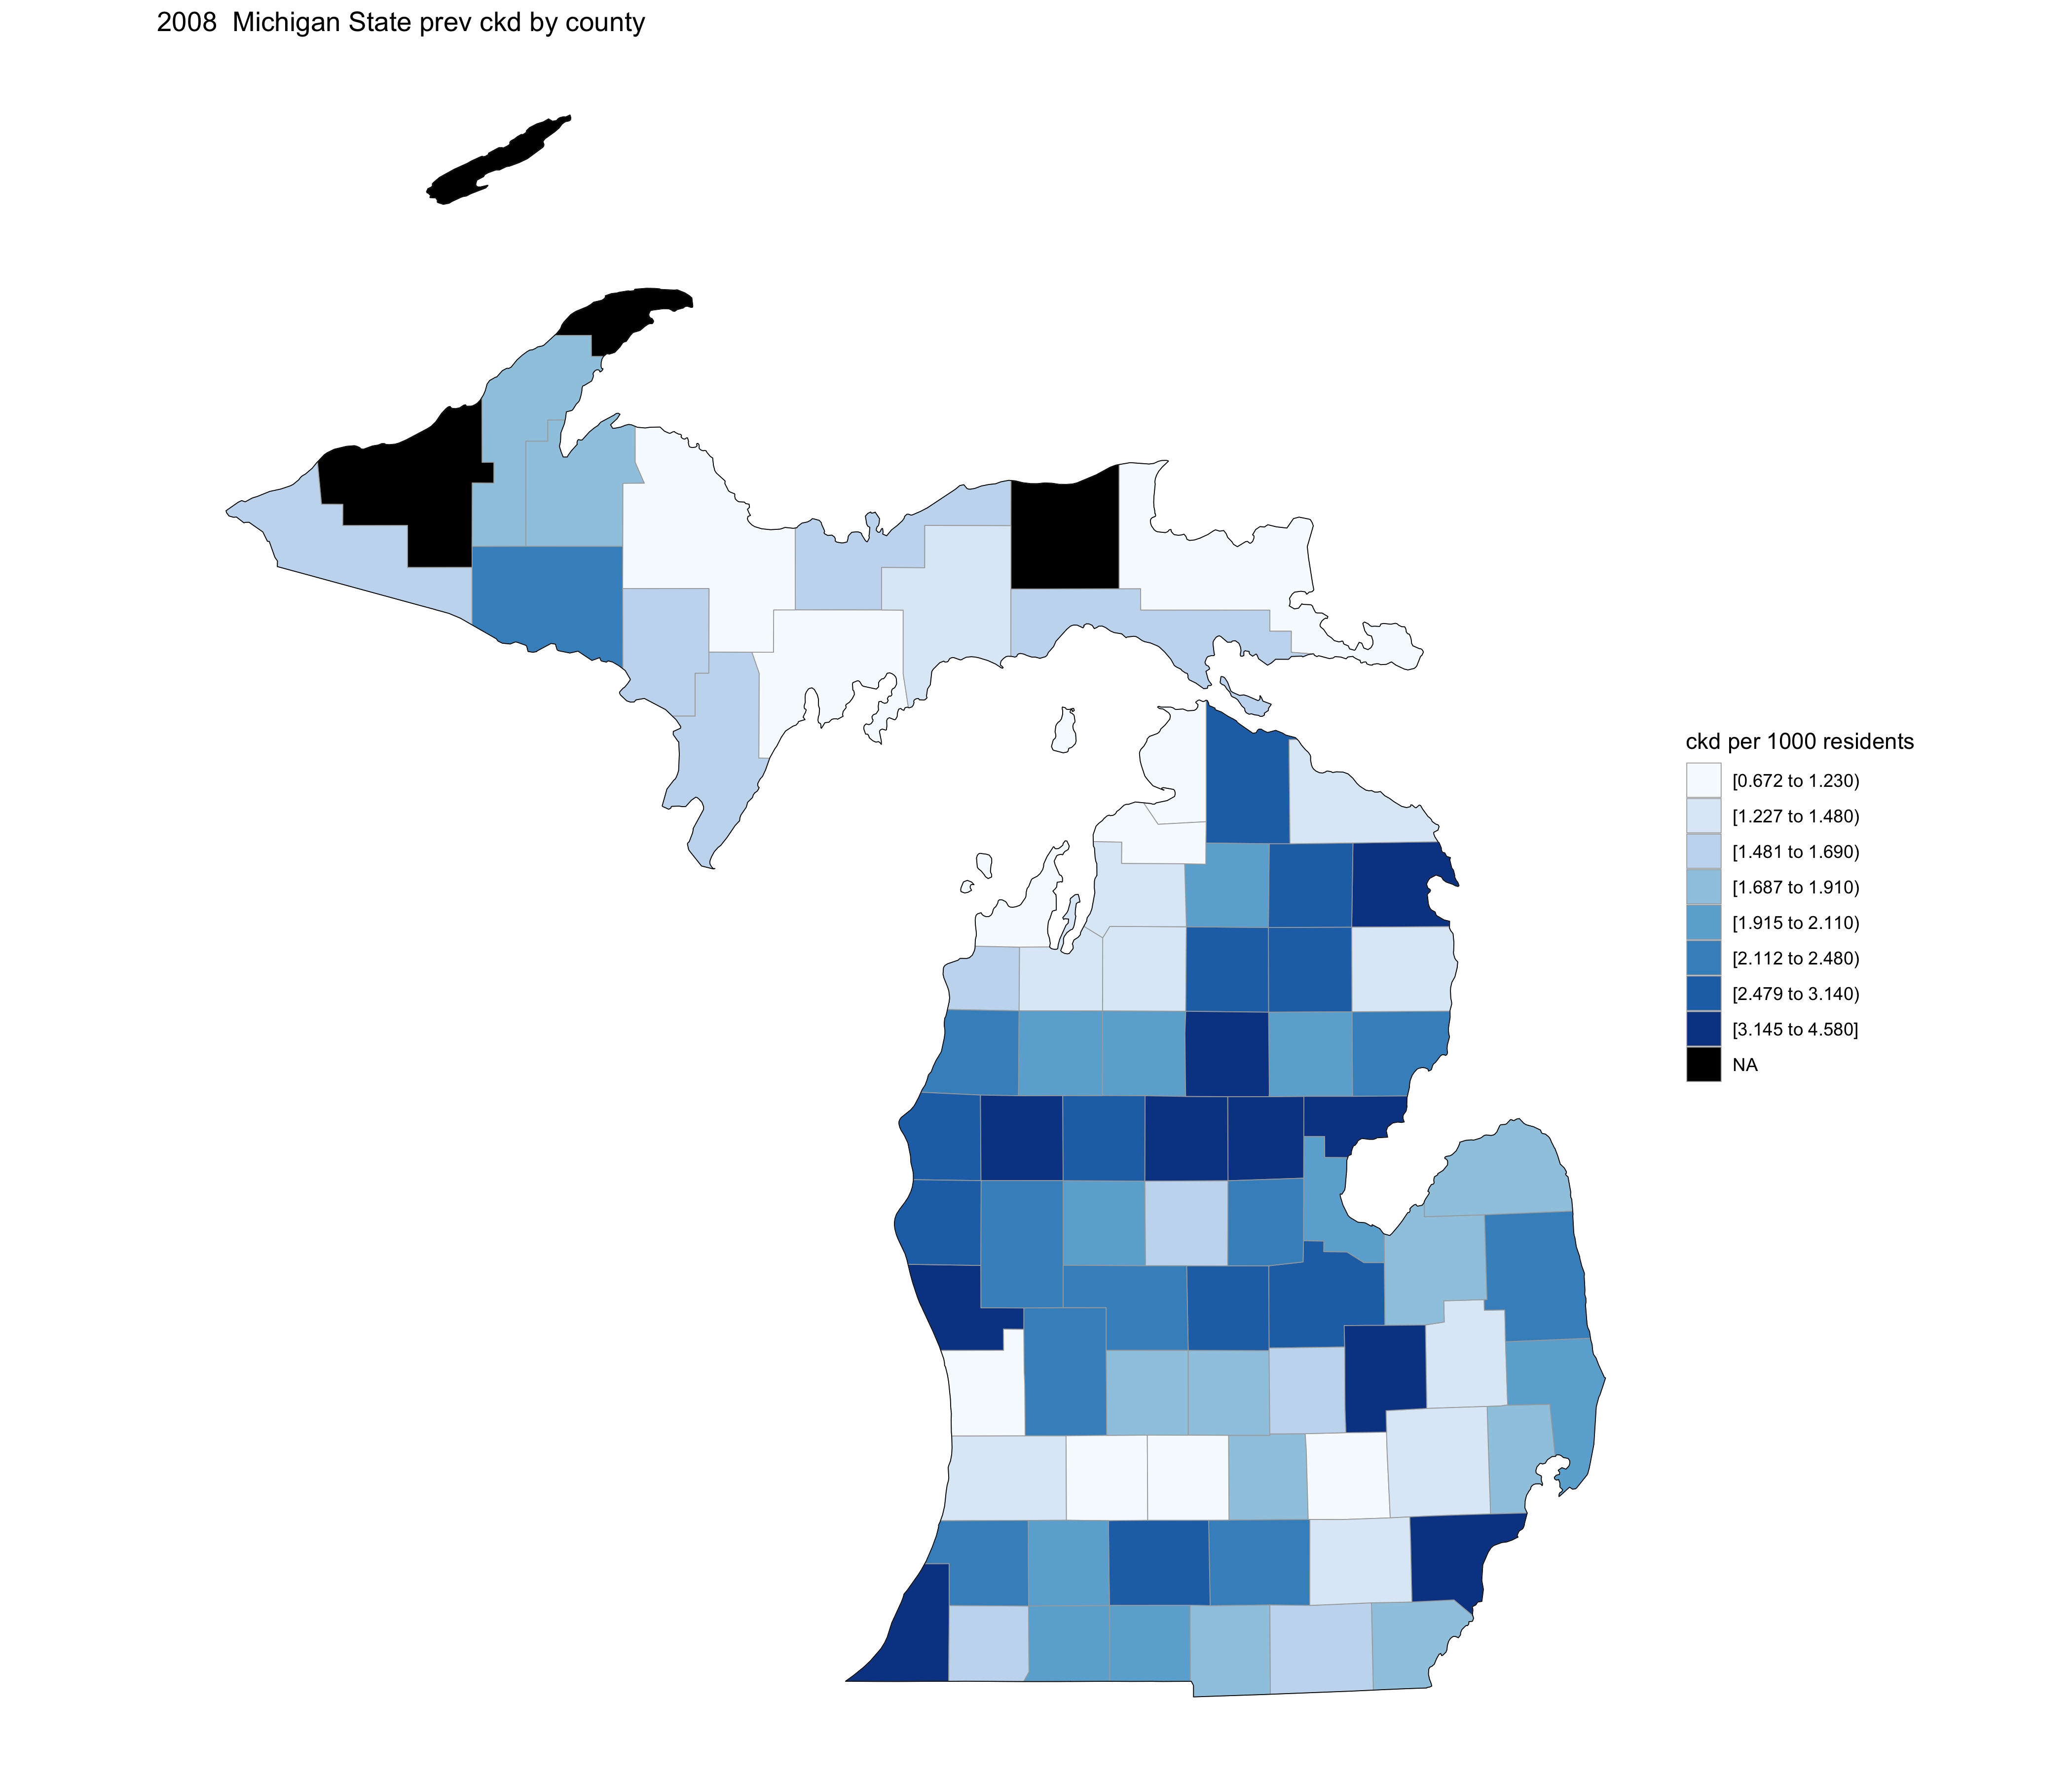 2008  Michigan State prev ckd by county
ckd per 1000 residents
[0.672 to 1.230)
[1.227 to 1.480)
[1.481 to 1.690)
[1.687 to 1.910)
[1.915 to 2.110)
[2.112 to 2.480)
[2.479 to 3.140)
[3.145 to 4.580]
NA